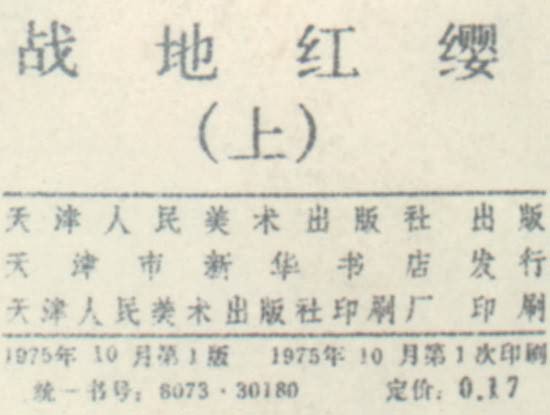 战地红缨
（上）
天津人民美术出版社 出版
天津市新华书店发行
天津人民美术出版社印刷厂 印刷
1975年10月第1版 1975年10月第1次印刷
统一书号：8073·30180 定价：0.17